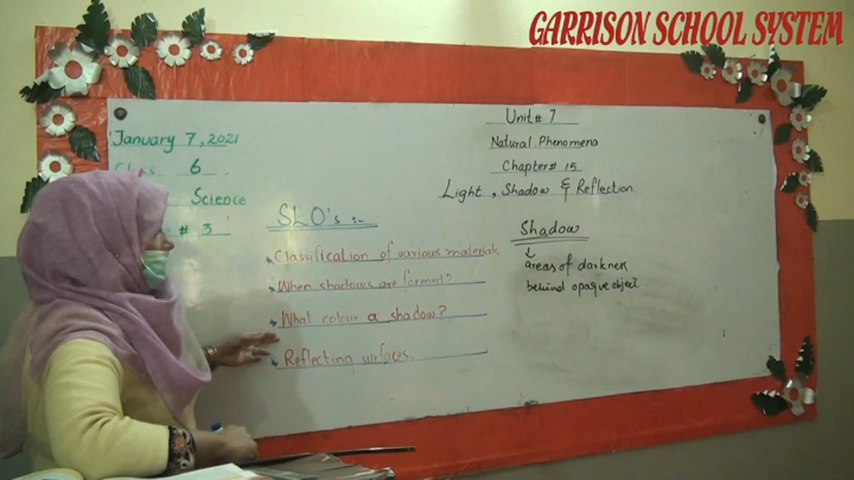 GARRISON SCHOOL SYSTEM
January 7, 2021
Class 6
Science
# 3
SLO's :-
Classification of various materials
When shadows are formed?
What colour a shadow?
Reflecting surfaces.
Unit# 7
Natural Phenomena
Chapter# 15
Light, Shadow & Reflection
Shadow
↓
areas of darkness
behind opaque object.